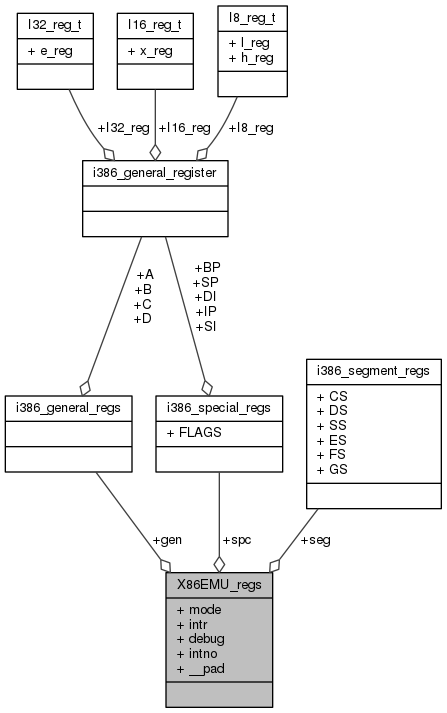 I32_reg_t
+ e_reg
I16_reg_t
+ x_reg
I8_reg_t
+ l_reg
+ h_reg
+I32_reg
+I16_reg
+I8_reg
i386_general_register
+A
+B
+C
+D
+BP
+SP
+DI
+IP
+SI
i386_general_regs
i386_special_regs
+ FLAGS
i386_segment_regs
+ CS
+ DS
+ SS
+ ES
+ FS
+ GS
+gen
+spc
+seg
X86EMU_regs
+ mode
+ intr
+ debug
+ intno
+ __pad